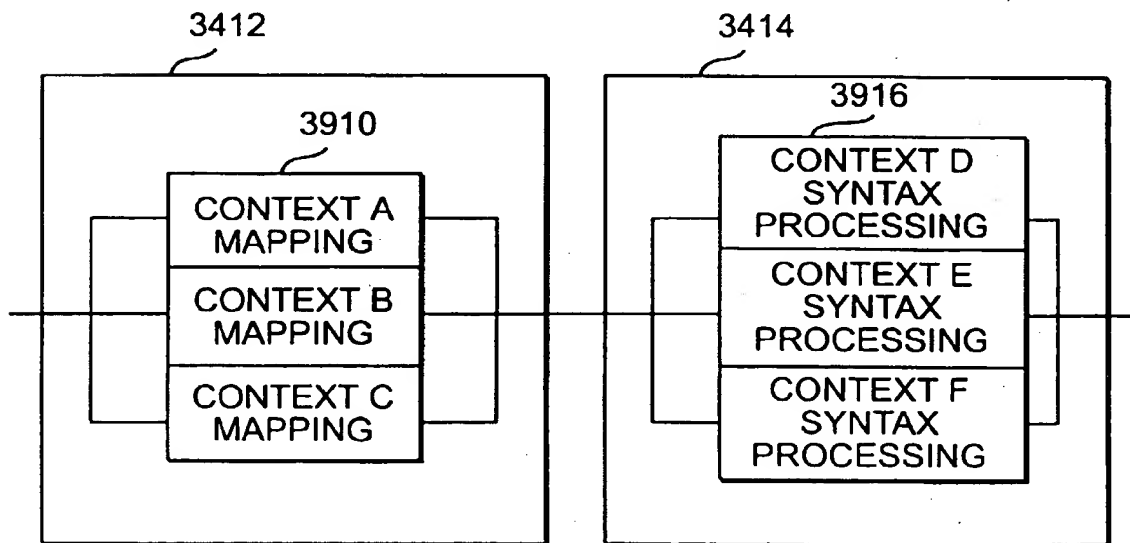 3412
3414
3910
3916
CONTEXT A
MAPPING
CONTEXT B
MAPPING
CONTEXT C
MAPPING
CONTEXT D
SYNTAX
PROCESSING
CONTEXT E
SYNTAX
PROCESSING
CONTEXT F
SYNTAX
PROCESSING